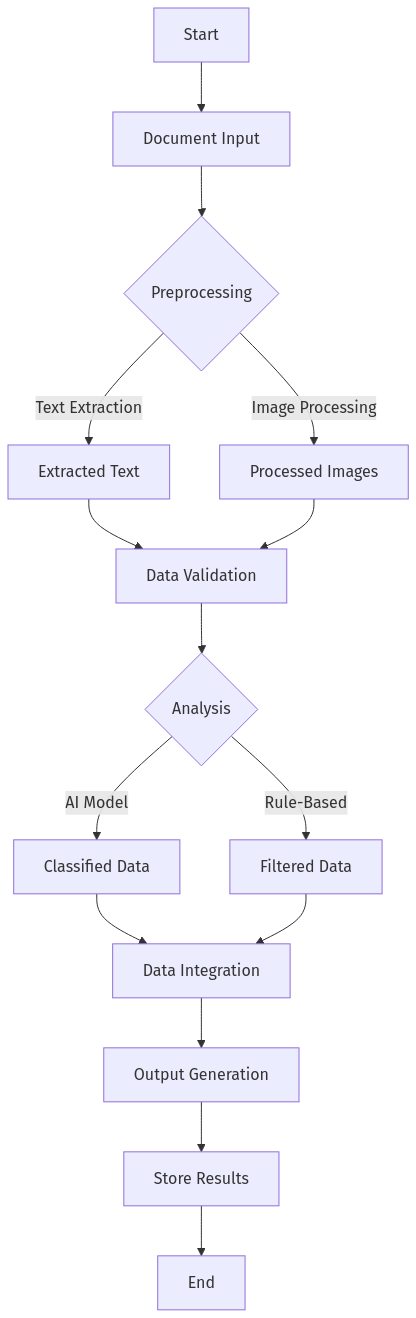 Start
Document Input
Preprocessing
Text Extraction
Image Processing
Extracted Text
Processed Images
Data Validation
Analysis
AI Model
Rule-Based
Classified Data
Filtered Data
Data Integration
Output Generation
Store Results
End